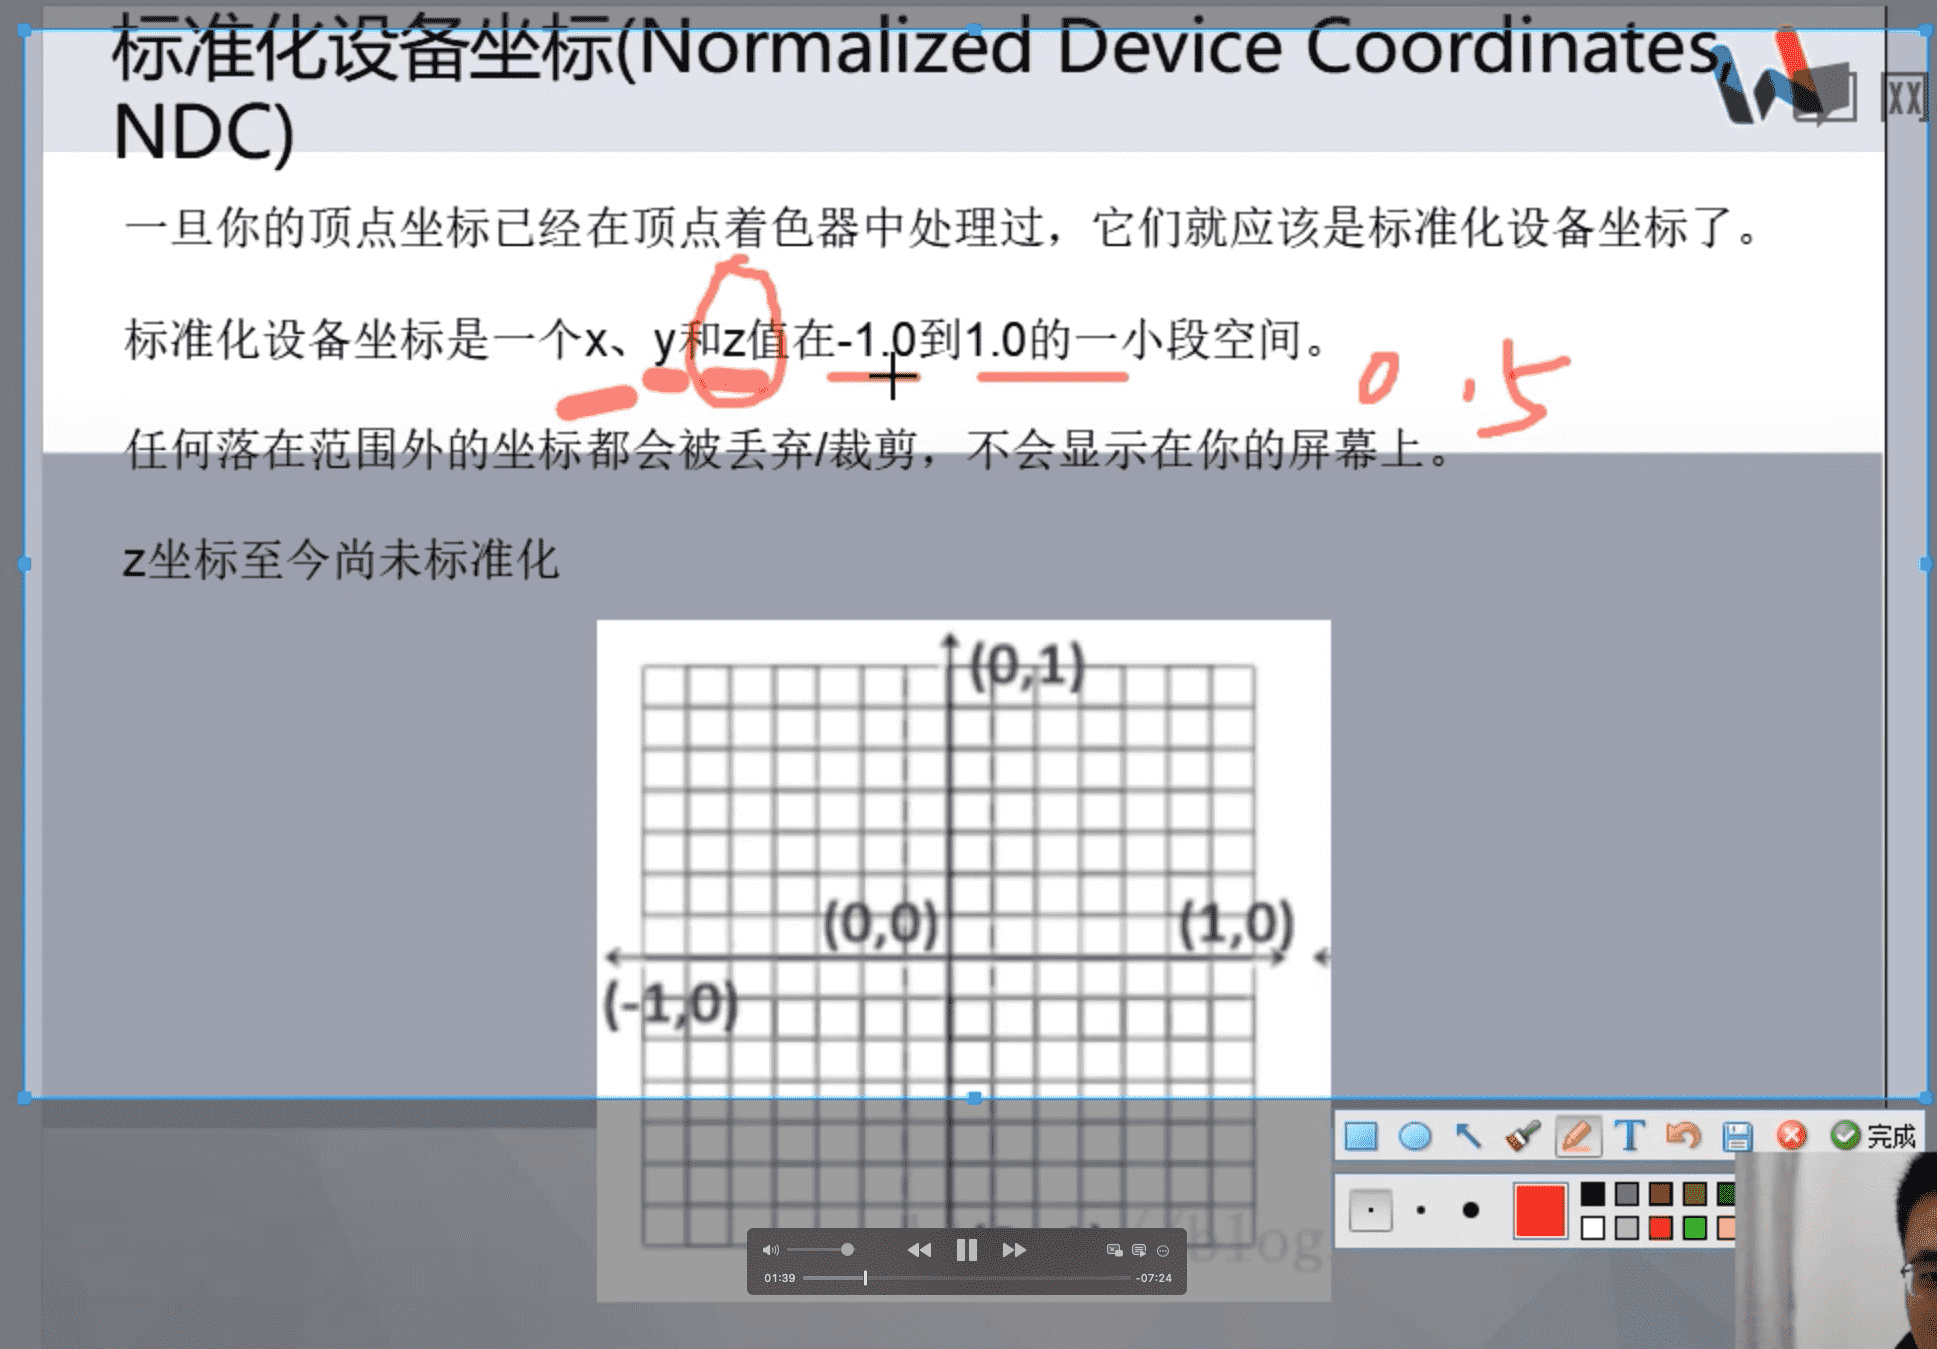 标准化设备坐标(Normalized Device Coordinates,
NDC)
[XX]
一旦你的顶点坐标已经在顶点着色器中处理过，它们就应该是标准化设备坐标了。
标准化设备坐标是一个x、y和z值在-1.0到1.0的一小段空间。
0.5
任何落在范围外的坐标都会被丢弃/裁剪，不会显示在你的屏幕上。
z坐标至今尚未标准化
(0,1)
(0,0)
(1,0)
(-1,0)
T
完成
blog.
01:39
-07:24